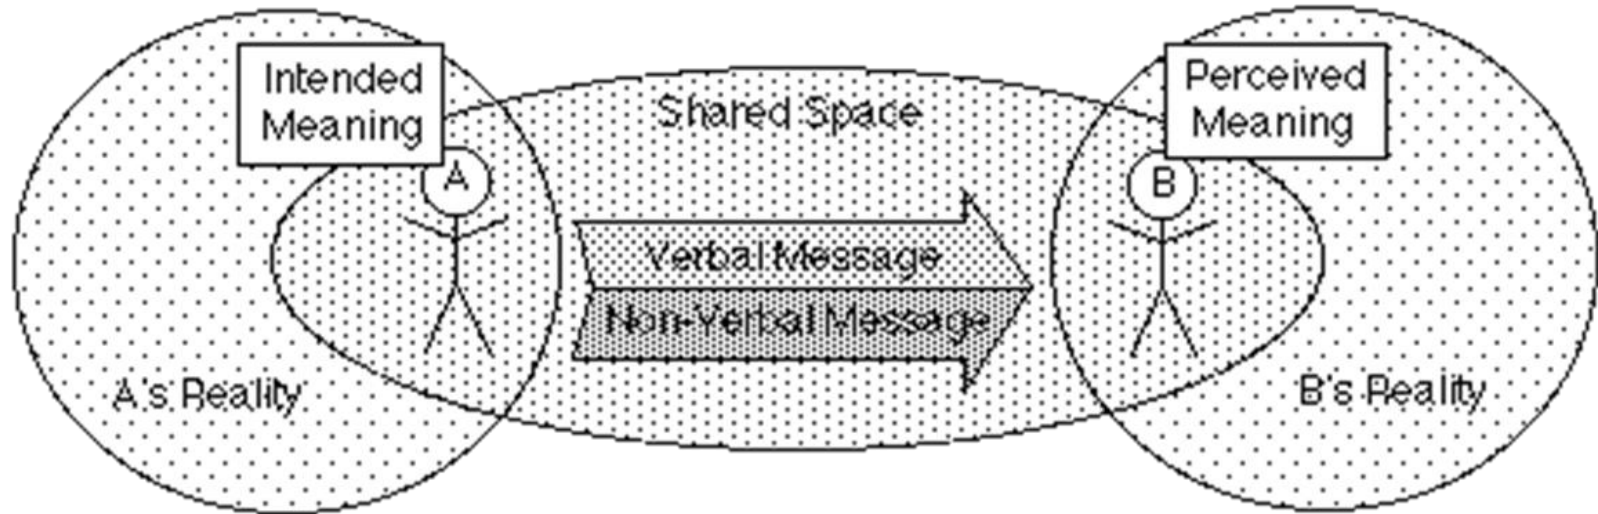 Intended
Meaning
Perceived
Meaning
Shared Space
A
B
Verbal Message
Non-Verbal Message
A's Reality
B's Reality